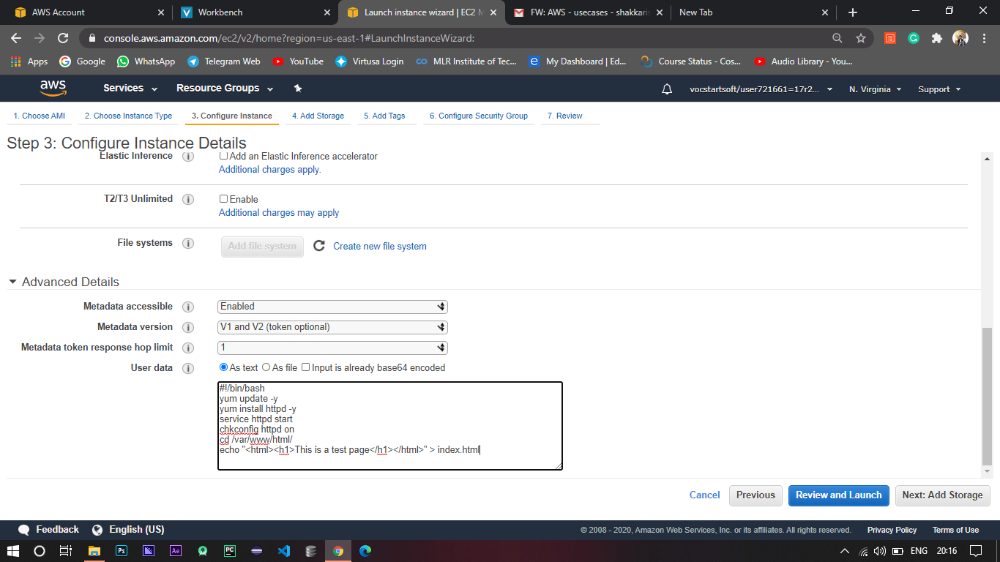 AWS Account
Workbench
Launch instance wizard | EC2 M
FW: AWS - usecases - shakkaris
New Tab
console.aws.amazon.com/ec2/v2/home?region=us-east-1#LaunchInstanceWizard:
Apps
Google
WhatsApp
Telegram Web
YouTube
Virtusa Login
MLR Institute of Tec...
My Dashboard | Ed...
Course Status - Cos...
Audio Library - You...
aws
Services
Resource Groups
vocstartsoft/user721661=17r2...
N. Virginia
Support
1. Choose AMI
2. Choose Instance Type
3. Configure Instance
4. Add Storage
5. Add Tags
6. Configure Security Group
7. Review
Step 3: Configure Instance Details
Elastic Inference
Add an Elastic Inference accelerator
Additional charges apply.
T2/T3 Unlimited
Enable
Additional charges may apply
File systems
Add file system
Create new file system
Advanced Details
Metadata accessible
Enabled
Metadata version
V1 and V2 (token optional)
Metadata token response hop limit
1
User data
As text
As file
Input is already base64 encoded
#!/bin/bash
yum update -y
yum install httpd -y
service httpd start
chkconfig httpd on
cd /var/www/html/
echo "<html><h1>This is a test page</h1></html>" > index.html
Cancel
Previous
Review and Launch
Next: Add Storage
Feedback
English (US)
© 2008 - 2020, Amazon Web Services, Inc. or its affiliates. All rights reserved.
Privacy Policy
Terms of Use
Ps
Ae
PC
ENG
20:16